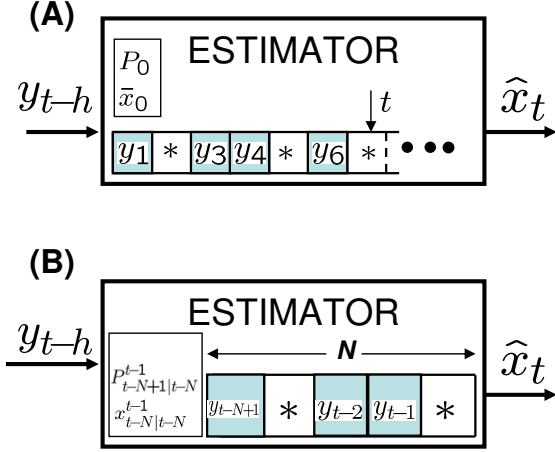 (A)
ESTIMATOR
P₀
x̄₀
y_{t–h}
x̂_t
t
y₁ * y₃ y₄ * y₆ * •••
(B)
ESTIMATOR
y_{t–h}
N
x̂_t
P^{t–1}_{t–N+1|t–N}
x^{t–1}_{t–N|t–N}
y_{t–N+1} * y_{t–2} y_{t–1} *